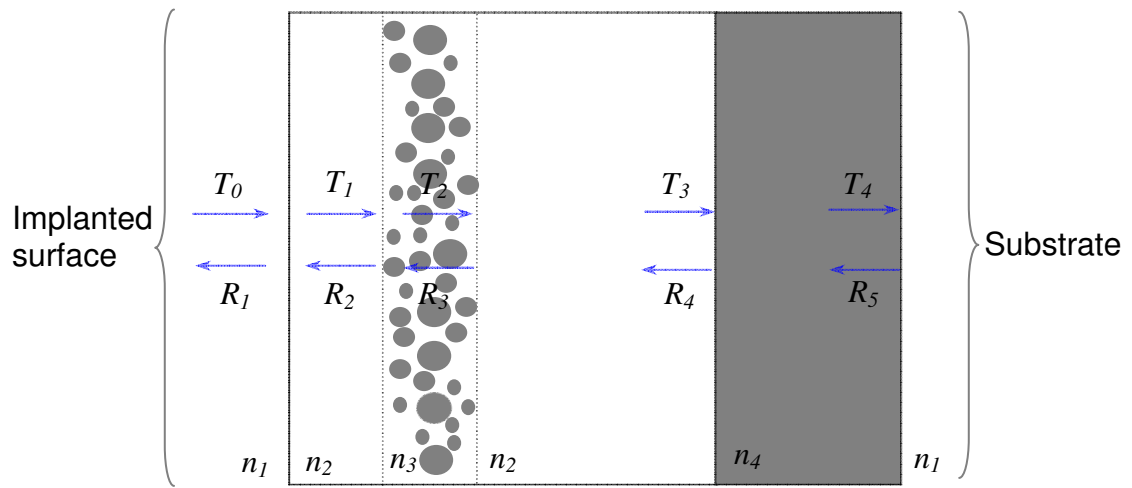 T0 T1 T2 T3 T4
Implanted
surface
Substrate
R1 R2 R3 R4 R5
n1 n2 n3 n2 n4 n1